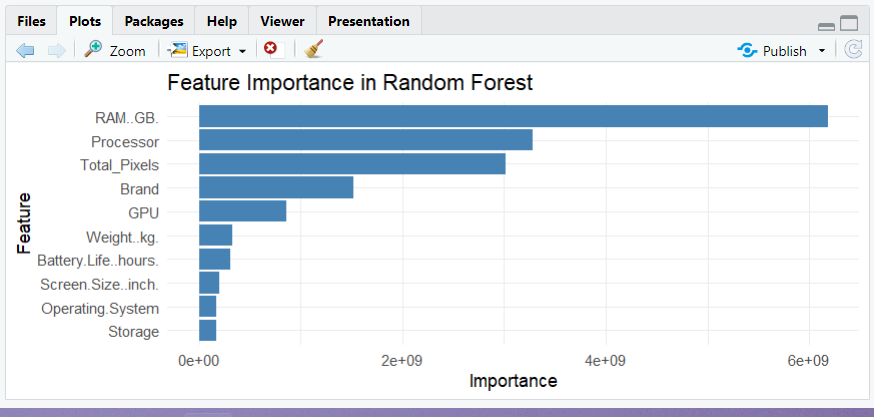 Files Plots Packages Help Viewer Presentation
Zoom Export Publish
Feature Importance in Random Forest
RAM..GB.
Processor
Total_Pixels
Brand
GPU
Weight..kg.
Battery.Life..hours.
Screen.Size..inch.
Operating.System
Storage
Feature
0e+00 2e+09 4e+09 6e+09
Importance